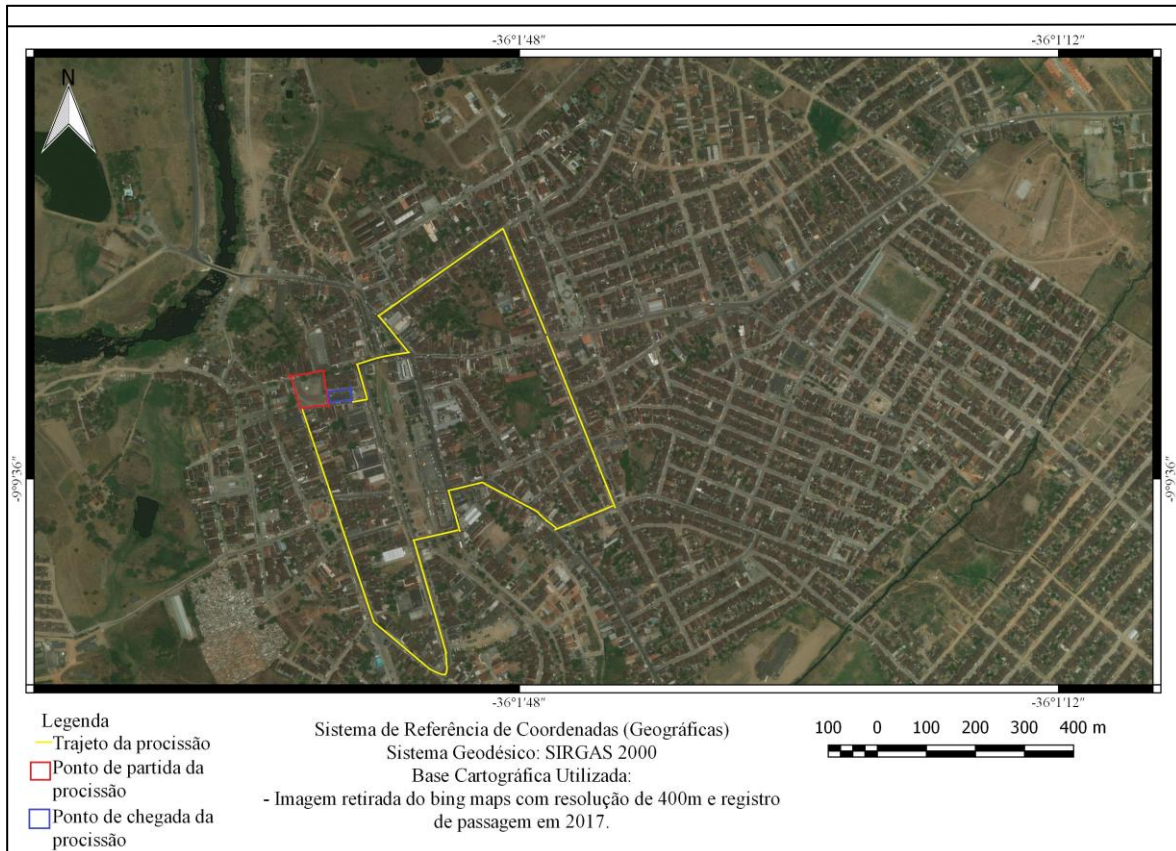 -36°1'48"
-36°1'12"
N
-9°9'36"
-9°9'36"
-36°1'48"
-36°1'12"
Legenda
Trajeto da procissão
Ponto de partida da
procissão
Ponto de chegada da
procissão
Sistema de Referência de Coordenadas (Geográficas)
Sistema Geodésico: SIRGAS 2000
Base Cartográfica Utilizada:
- Imagem retirada do bing maps com resolução de 400m e registro
de passagem em 2017.
100 0 100 200 300 400 m